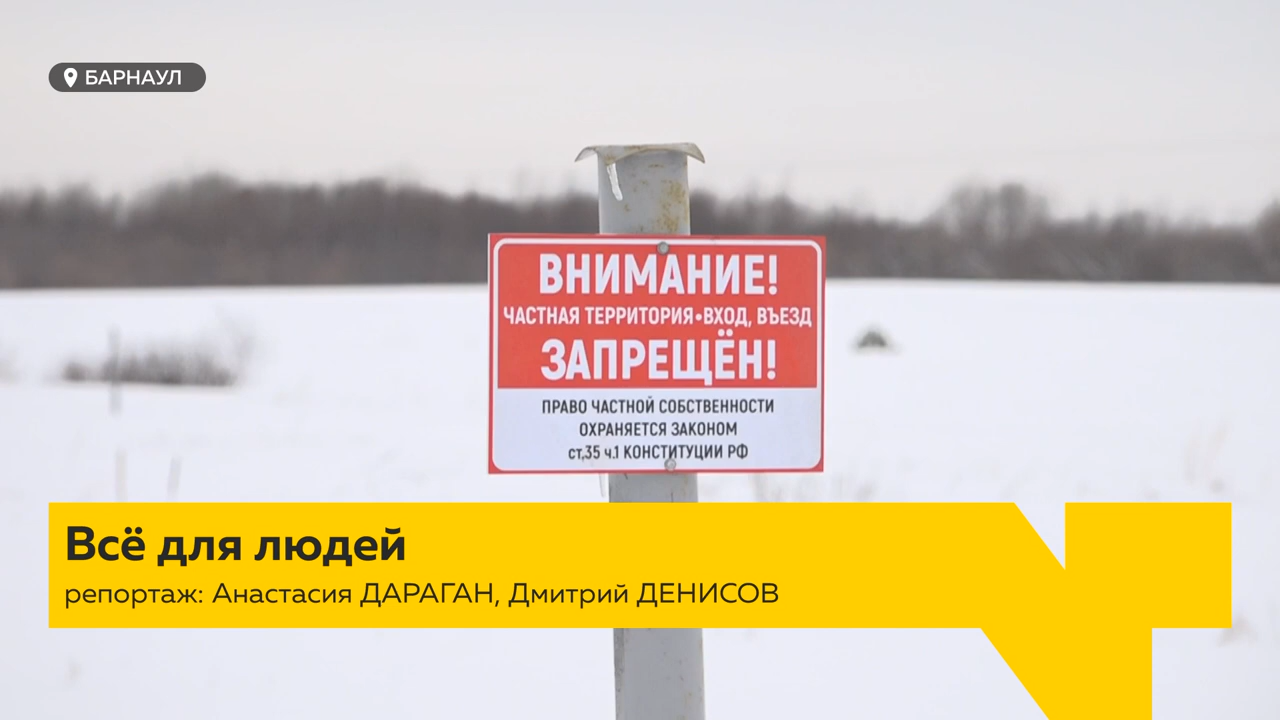 БАРНАУЛ
ВНИМАНИЕ!
ЧАСТНАЯ ТЕРРИТОРИЯ•ВХОД, ВЪЕЗД
ЗАПРЕЩЁН!
ПРАВО ЧАСТНОЙ СОБСТВЕННОСТИ
ОХРАНЯЕТСЯ ЗАКОНОМ
ст,35 ч.1 КОНСТИТУЦИИ РФ
Всё для людей
репортаж: Анастасия ДАРАГАН, Дмитрий ДЕНИСОВ